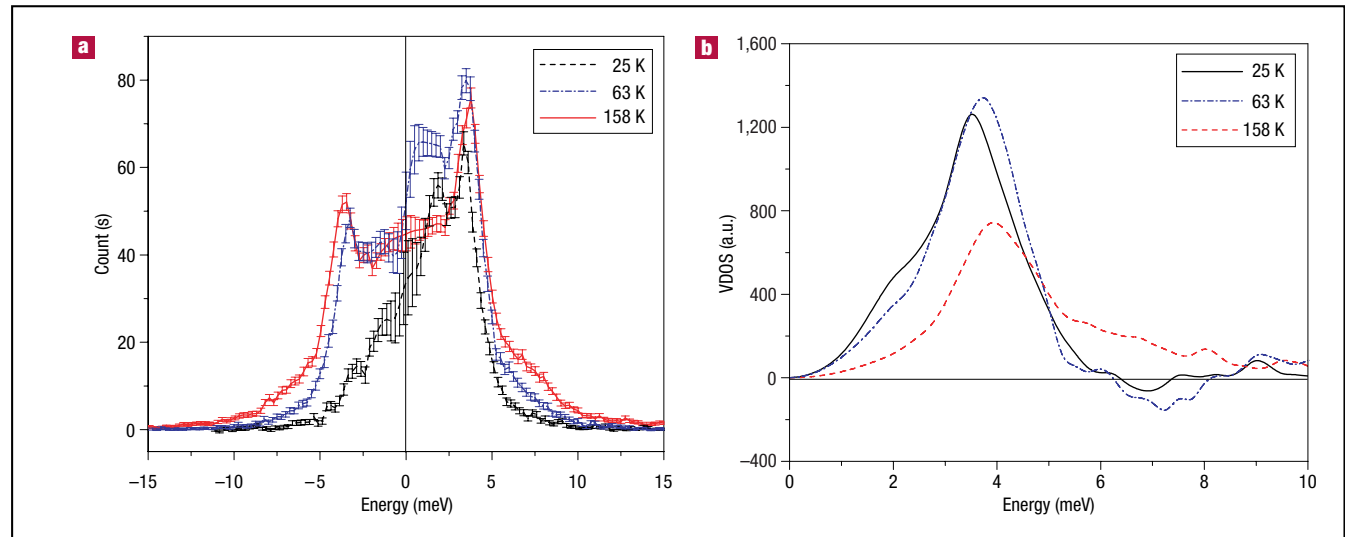 a
Count (s)
80
60
40
20
0
−15
−10
−5
0
5
10
15
Energy (meV)
25 K
63 K
158 K
b
VDOS (a.u.)
1,600
1,200
800
400
0
−400
0
2
4
6
8
10
Energy (meV)
25 K
63 K
158 K